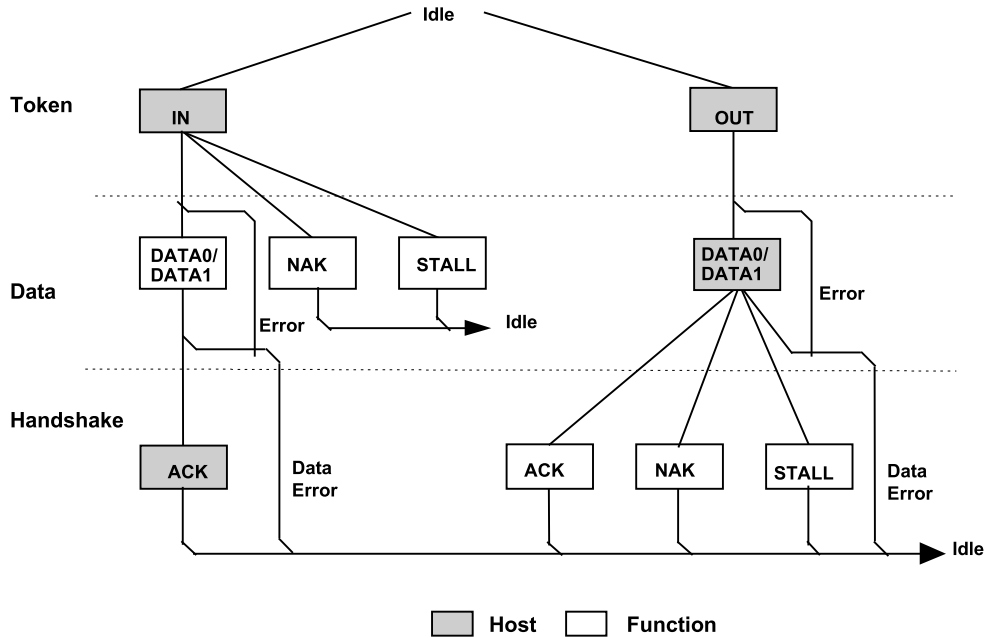 Idle
Token
IN
OUT
DATA0/
DATA1
NAK
STALL
DATA0/
DATA1
Data
Error
Idle
Error
Handshake
ACK
Data
Error
ACK
NAK
STALL
Data
Error
Idle
Host
Function